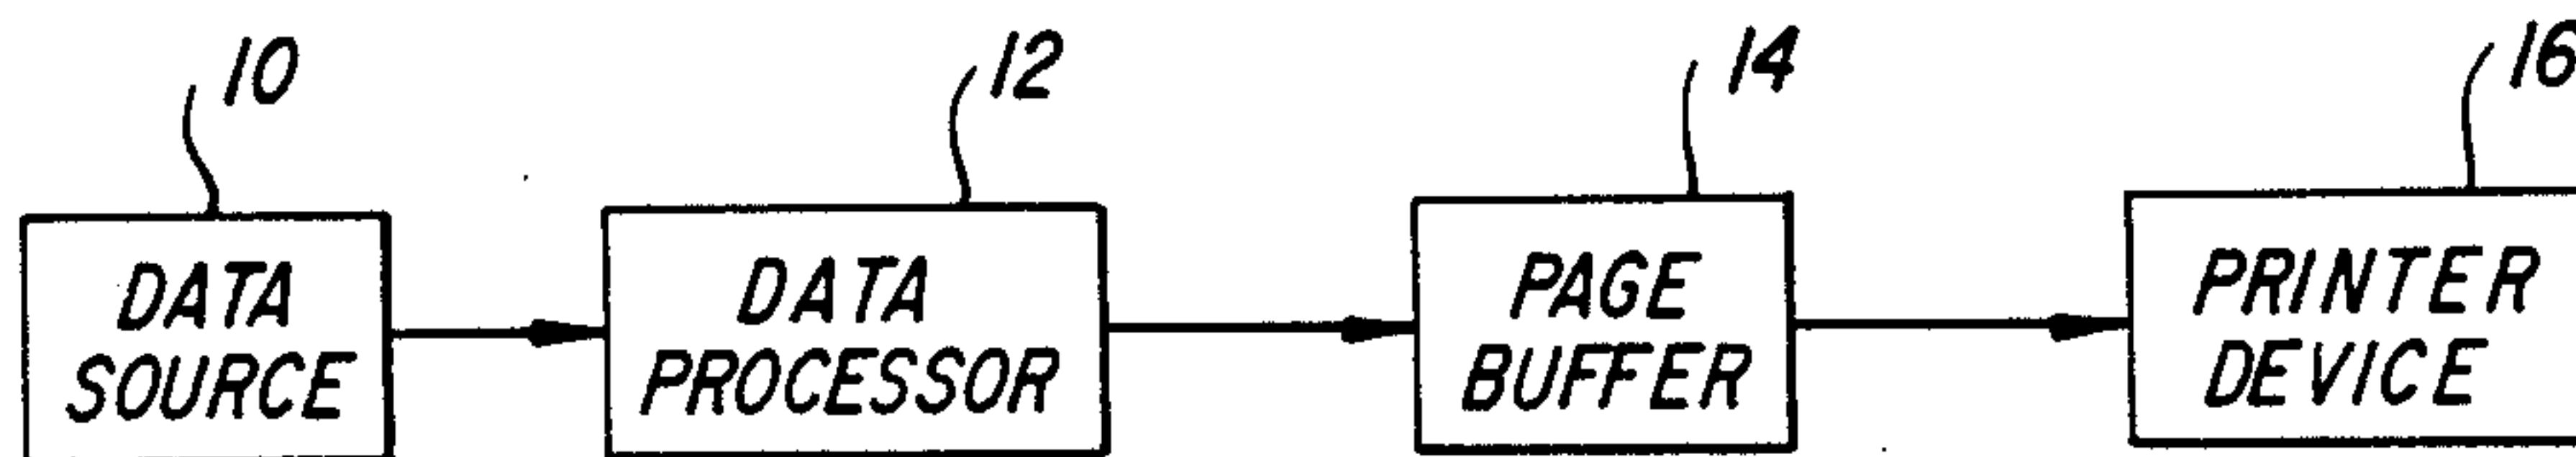 10
12
14
16
DATA
SOURCE
DATA
PROCESSOR
PAGE
BUFFER
PRINTER
DEVICE